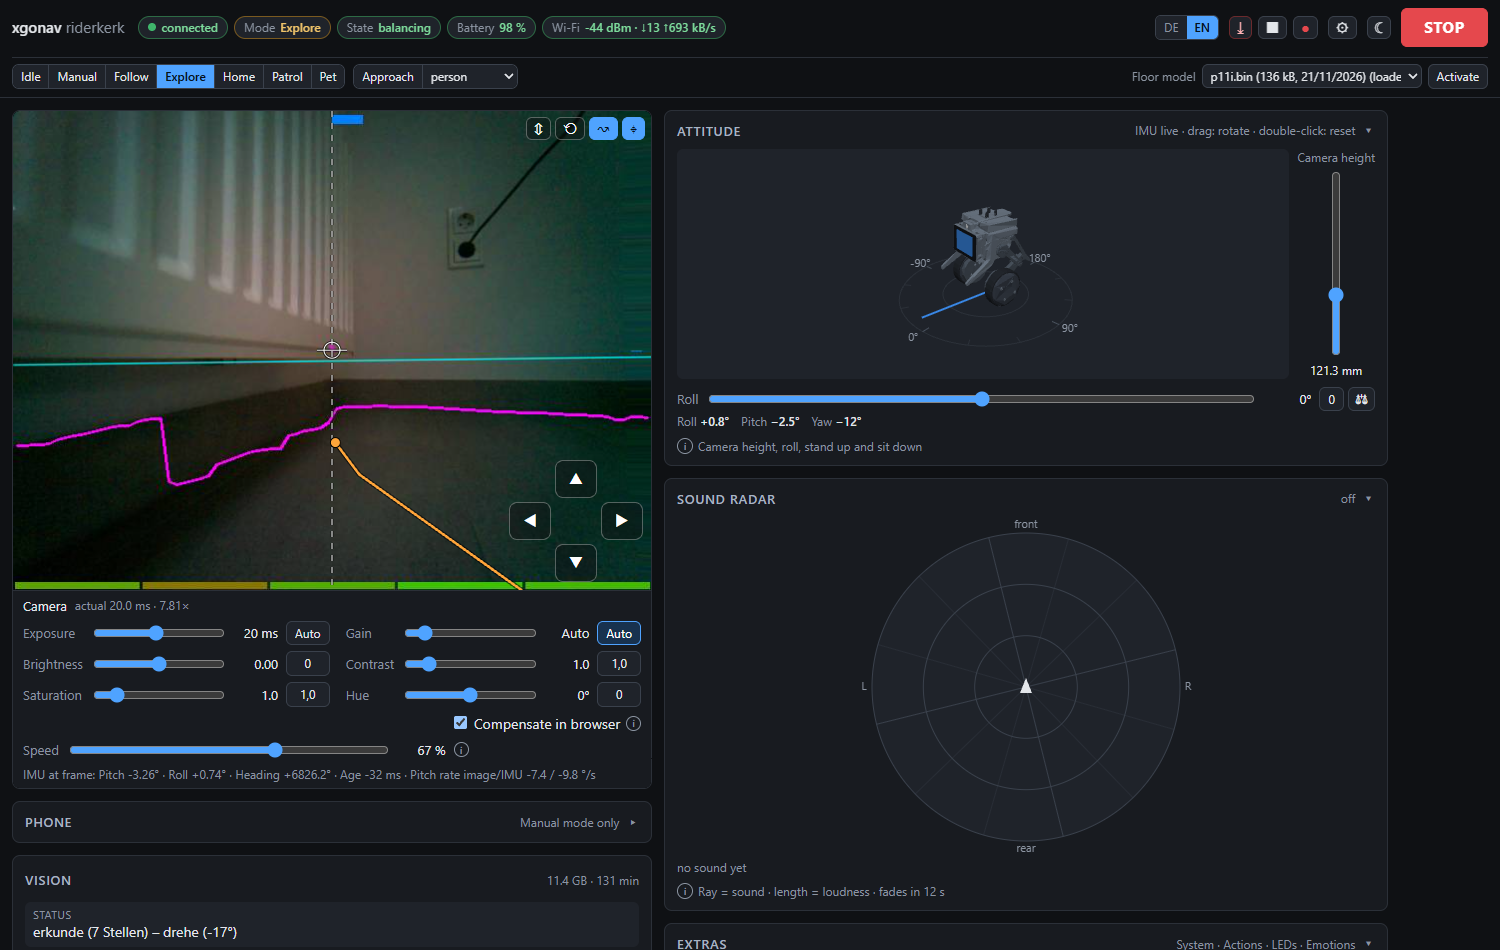 xgonav riderkerk connected Mode Explore State balancing Battery 98 % Wi-Fi -44 dBm · ↓13 ↑693 kB/s DE EN STOP
Idle Manual Follow Explore Home Patrol Pet Approach person Floor model p11i.bin (136 kB, 21/11/2026) (loade Activate
ATTITUDE IMU live · drag: rotate · double-click: reset
Camera height
-90° 180°
0° 90°
121.3 mm
Roll 0° 0
Roll +0.8° Pitch −2.5° Yaw −12°
Camera height, roll, stand up and sit down
Camera actual 20.0 ms · 7.81×
Exposure 20 ms Auto Gain Auto Auto
Brightness 0.00 0 Contrast 1.0 1,0
Saturation 1.0 1,0 Hue 0° 0
Compensate in browser
Speed 67 %
IMU at frame: Pitch -3.26° · Roll +0.74° · Heading +6826.2° · Age -32 ms · Pitch rate image/IMU -7.4 / -9.8 °/s
PHONE Manual mode only
VISION 11.4 GB · 131 min
STATUS
erkunde (7 Stellen) – drehe (-17°)
SOUND RADAR off
front
L R
rear
no sound yet
Ray = sound · length = loudness · fades in 12 s
EXTRAS System · Actions · LEDs · Emotions